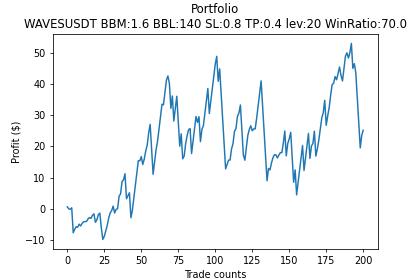 Portfolio
WAVESUSDT BBM:1.6 BBL:140 SL:0.8 TP:0.4 lev:20 WinRatio:70.0
Profit ($)
50
40
30
20
10
0
−10
0 25 50 75 100 125 150 175 200
Trade counts